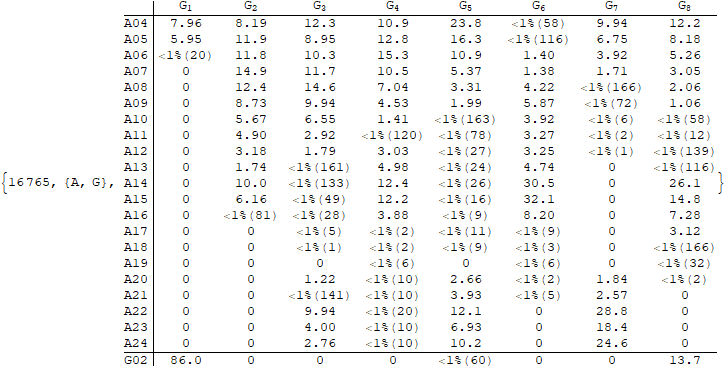 G1 G2 G3 G4 G5 G6 G7 G8
A04 7.96 8.19 12.3 10.9 23.8 <1%(58) 9.94 12.2
A05 5.95 11.9 8.95 12.8 16.3 <1%(116) 6.75 8.18
A06 <1%(20) 11.8 10.3 15.3 10.9 1.40 3.92 5.26
A07 0 14.9 11.7 10.5 5.37 1.38 1.71 3.05
A08 0 12.4 14.6 7.04 3.31 4.22 <1%(166) 2.06
A09 0 8.73 9.94 4.53 1.99 5.87 <1%(72) 1.06
A10 0 5.67 6.55 1.41 <1%(163) 3.92 <1%(6) <1%(58)
A11 0 4.90 2.92 <1%(120) <1%(78) 3.27 <1%(2) <1%(12)
A12 0 3.18 1.79 3.03 <1%(27) 3.25 <1%(1) <1%(139)
A13 0 1.74 <1%(161) 4.98 <1%(24) 4.74 0 <1%(116)
{16765, {A, G}, A14 0 10.0 <1%(133) 12.4 <1%(26) 30.5 0 26.1 }
A15 0 6.16 <1%(49) 12.2 <1%(16) 32.1 0 14.8
A16 0 <1%(81) <1%(28) 3.88 <1%(9) 8.20 0 7.28
A17 0 0 <1%(5) <1%(2) <1%(11) <1%(9) 0 3.12
A18 0 0 <1%(1) <1%(2) <1%(9) <1%(3) 0 <1%(166)
A19 0 0 0 <1%(6) 0 <1%(6) 0 <1%(32)
A20 0 0 1.22 <1%(10) 2.66 <1%(2) 1.84 <1%(2)
A21 0 0 <1%(141) <1%(10) 3.93 <1%(5) 2.57 0
A22 0 0 9.94 <1%(20) 12.1 0 28.8 0
A23 0 0 4.00 <1%(10) 6.93 0 18.4 0
A24 0 0 2.76 <1%(10) 10.2 0 24.6 0
G02 86.0 0 0 0 <1%(60) 0 0 13.7